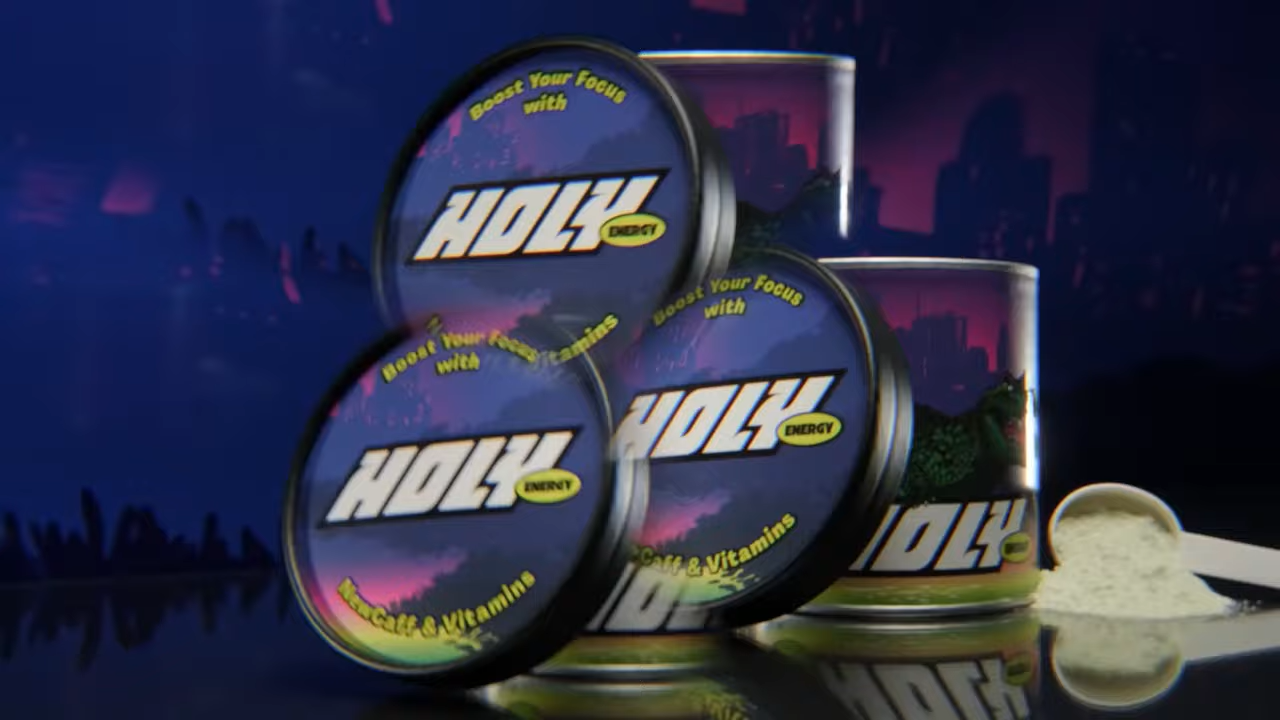 Boost Your Focus
with
HOLY
ENERGY
tamins
Boost Your Focus
with
HOLY
ENERGY
Caff & Vitamins
Boost Your Focus
with
HOLY
ENERGY
NewCaff & Vitamins
HOLY